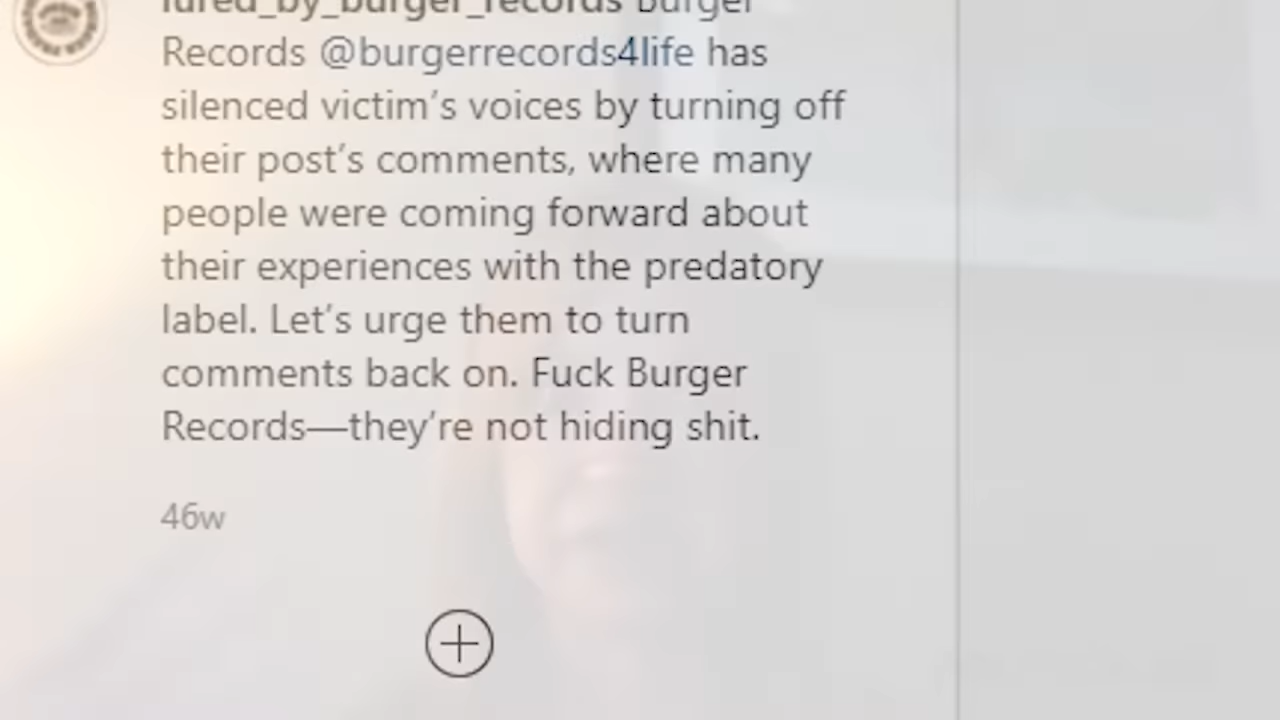 lured_by_burger_records Burger
Records @burgerrecords4life has
silenced victim's voices by turning off
their post's comments, where many
people were coming forward about
their experiences with the predatory
label. Let's urge them to turn
comments back on. Fuck Burger
Records—they're not hiding shit.
46w